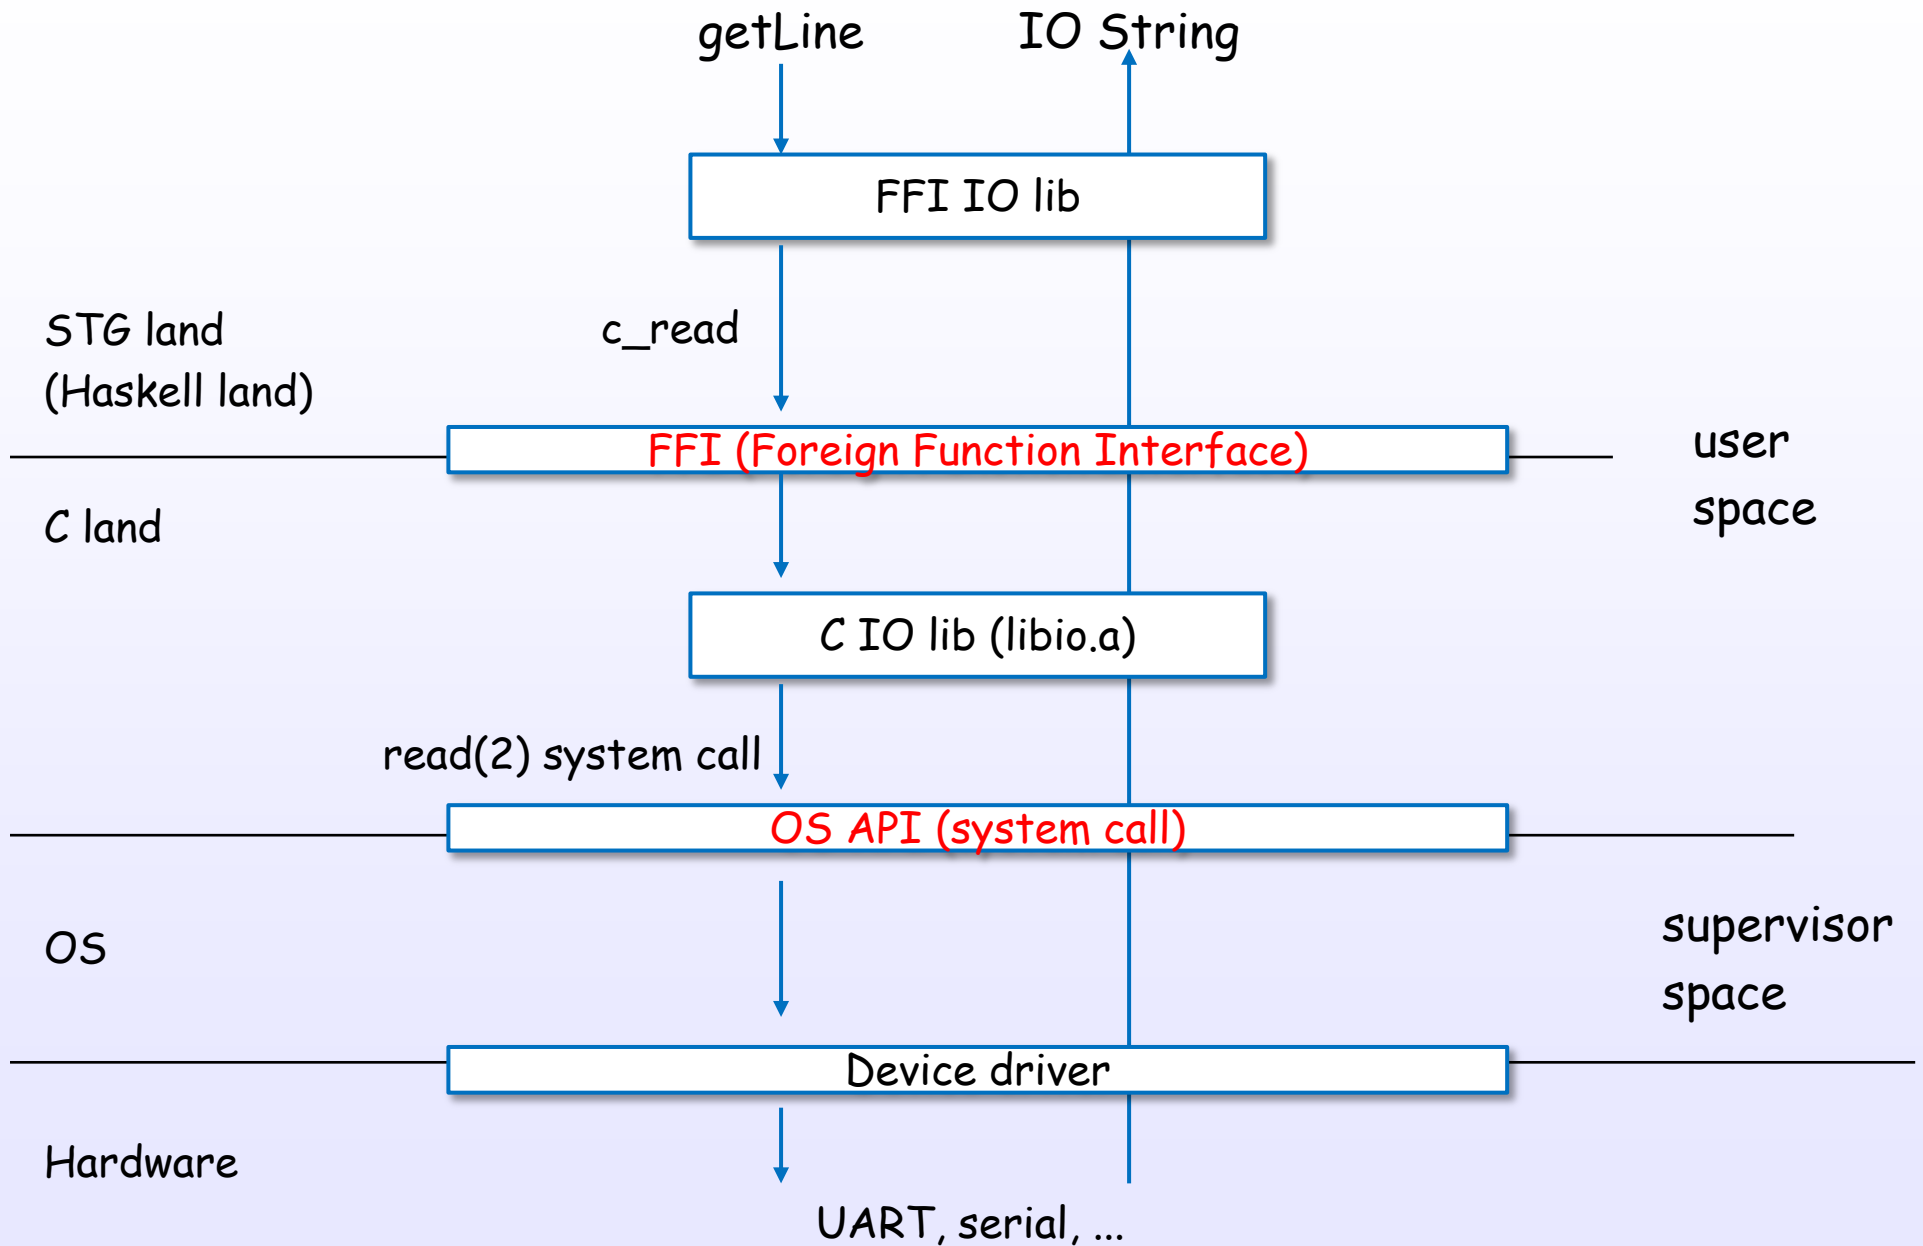 getLine
IO String
FFI IO lib
STG land
(Haskell land)
c_read
FFI (Foreign Function Interface)
user
space
C land
C IO lib (libio.a)
read(2) system call
OS API (system call)
OS
supervisor
space
Device driver
Hardware
UART, serial, ...